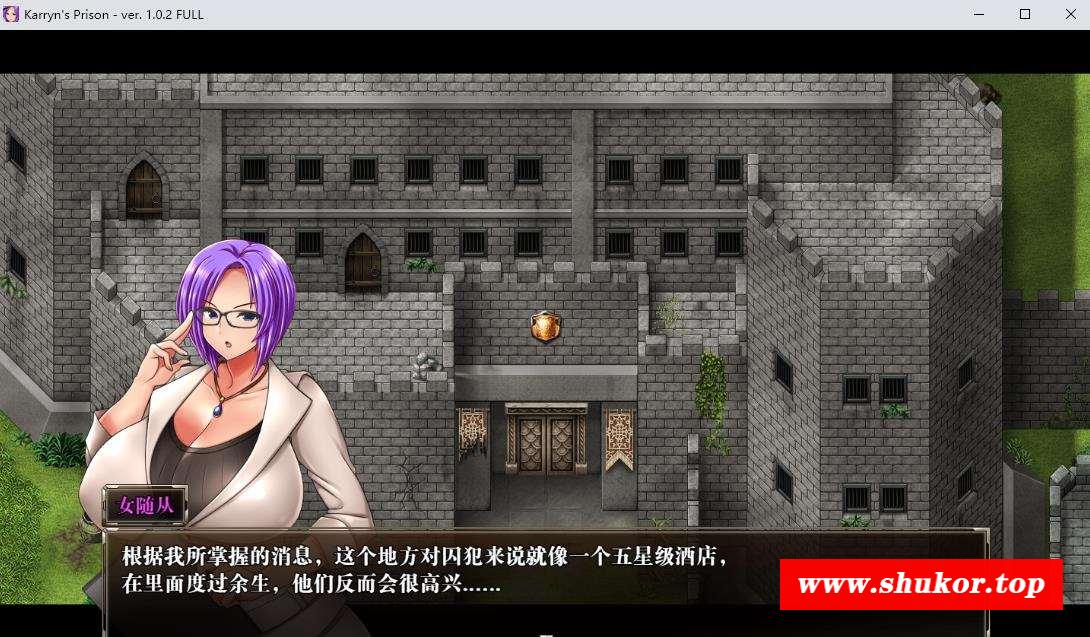 Karryn's Prison - ver. 1.0.2 FULL
女随从
根据我所掌握的消息，这个地方对囚犯来说就像一个五星级酒店，
在里面度过余生，他们反而会很高兴......
www.shukor.top